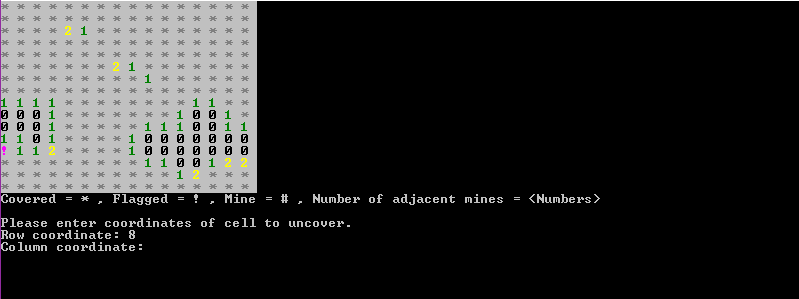 * * * * * * * * * * * * * * * *
* * * * * * * * * * * * * * * *
* * * * 2 1 * * * * * * * * * *
* * * * * * * * * * * * * * * *
* * * * * * * * * * * * * * * *
* * * * * * * 2 1 * * * * * * *
* * * * * * * * * 1 * * * * * *
* * * * * * * * * * * * * * * *
1 1 1 1 * * * * * * * * 1 1 * *
0 0 0 1 * * * * * * * 1 0 0 1 *
0 0 0 1 * * * * * 1 1 1 0 0 1 1
1 1 0 1 * * * * 1 0 0 0 0 0 0 0
! 1 1 2 * * * * 1 0 0 0 0 0 0 0
* * * * * * * * * 1 1 0 0 1 2 2
* * * * * * * * * * * 1 2 * * *
* * * * * * * * * * * * * * * *
Covered = * , Flagged = ! , Mine = # , Number of adjacent mines = <Numbers>
Please enter coordinates of cell to uncover.
Row coordinate: 8
Column coordinate: